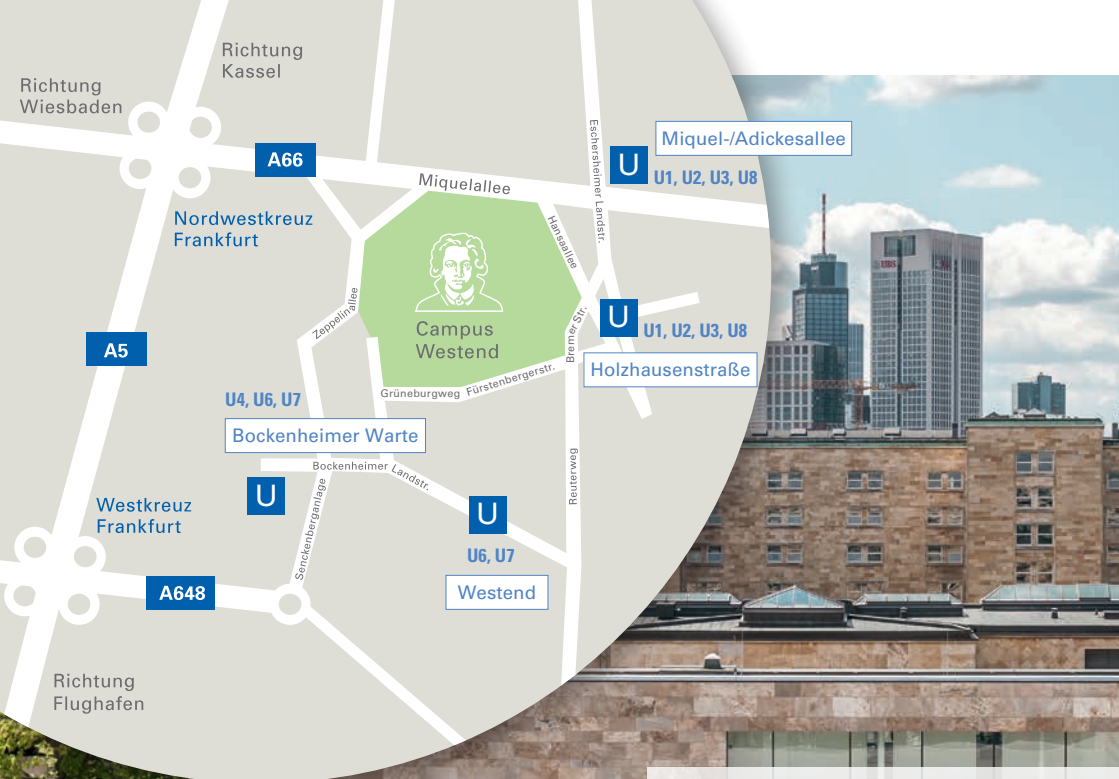 Richtung
Kassel
Richtung
Wiesbaden
A66
Miquelallee
Eschersheimer Landstr.
U
Miquel-/Adickesallee
U1, U2, U3, U8
Nordwestkreuz
Frankfurt
Hansaallee
Zeppelinallee
Campus
Westend
Bremer Str.
U
U1, U2, U3, U8
Holzhausenstraße
UBS
A5
Grüneburgweg
Fürstenbergerstr.
U4, U6, U7
Bockenheimer Warte
Bockenheimer Landstr.
U
Senckenberganlage
Reuterweg
U
U6, U7
Westend
Westkreuz
Frankfurt
A648
Richtung
Flughafen